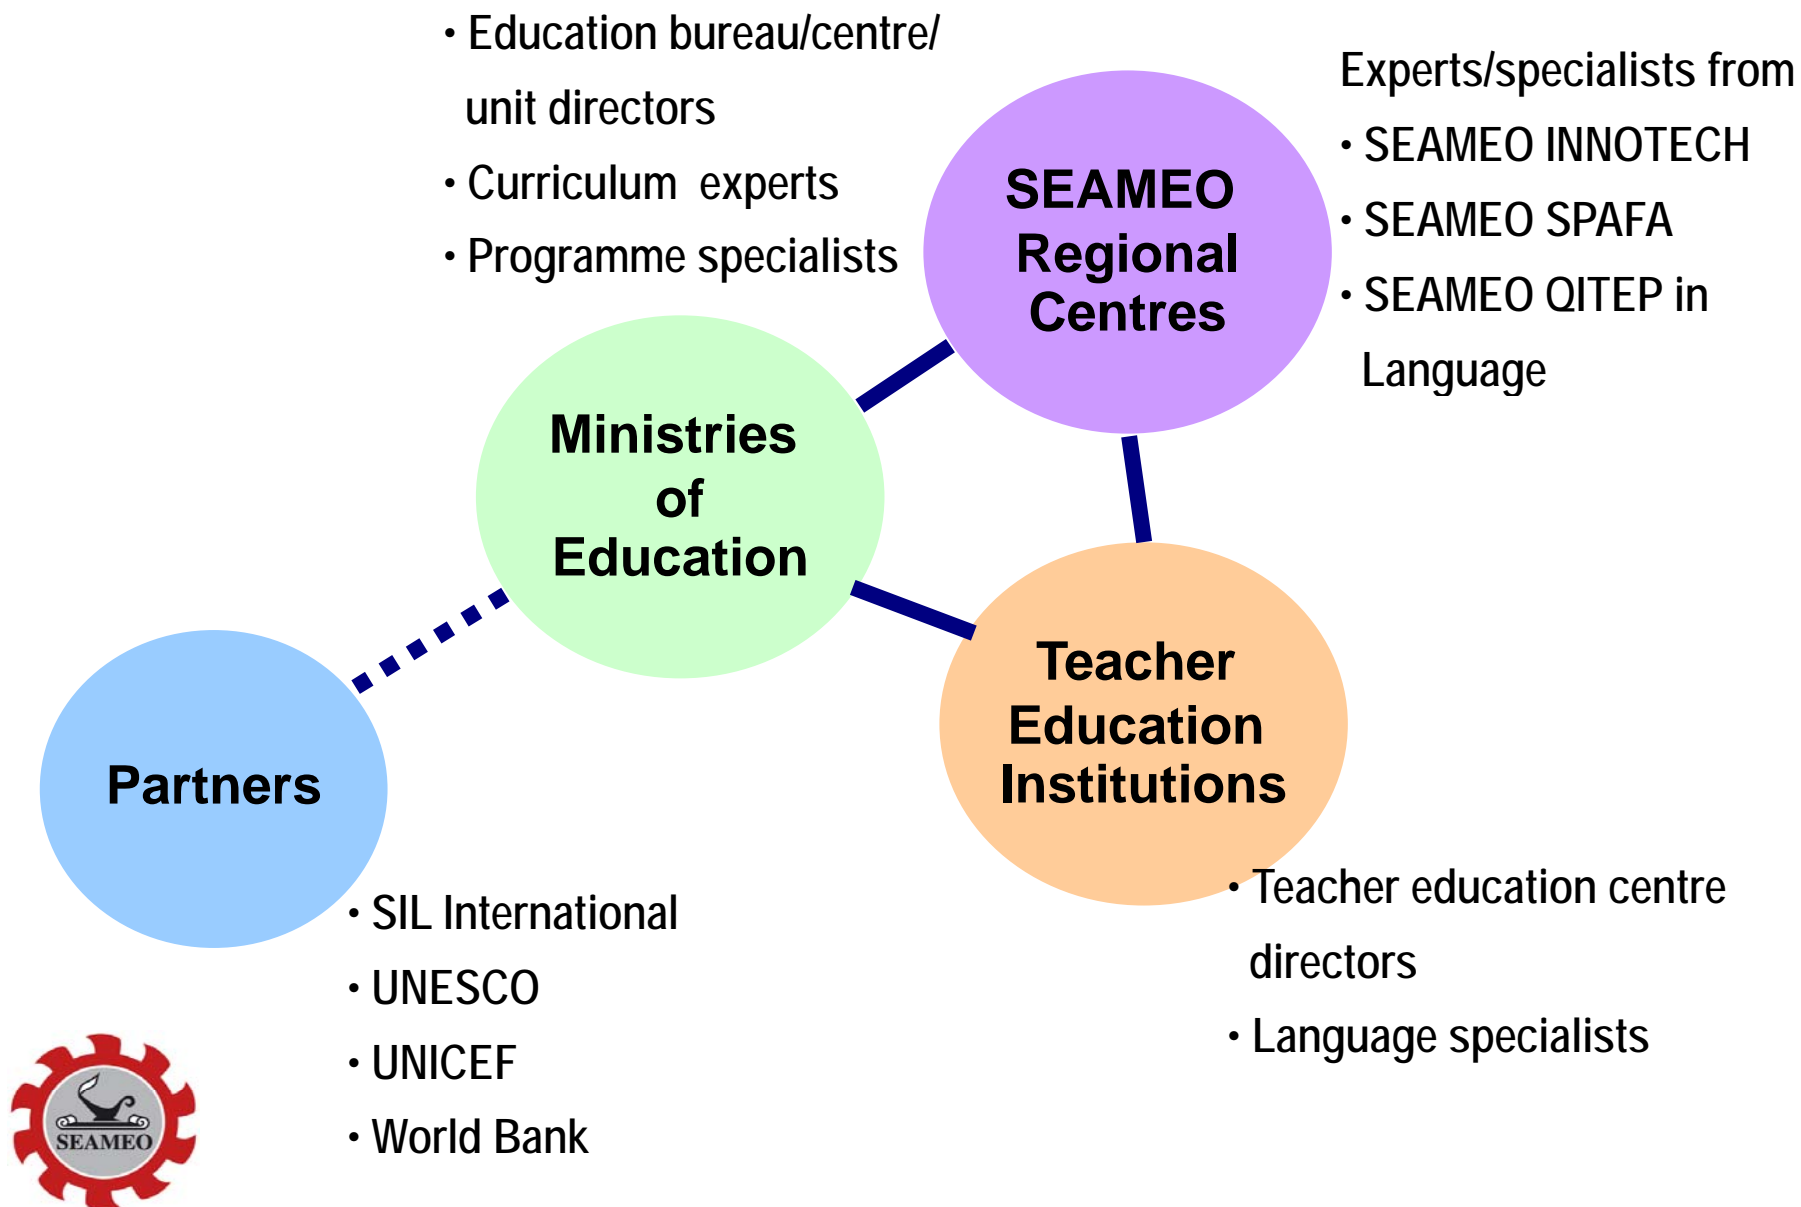 • Education bureau/centre/
unit directors
• Curriculum experts
• Programme specialists
SEAMEO
Regional
Centres
Experts/specialists from
• SEAMEO INNOTECH
• SEAMEO SPAFA
• SEAMEO QITEP in
Language
Ministries
of
Education
Teacher
Education
Institutions
• Teacher education centre
directors
• Language specialists
Partners
• SIL International
• UNESCO
• UNICEF
• World Bank
SEAMEO